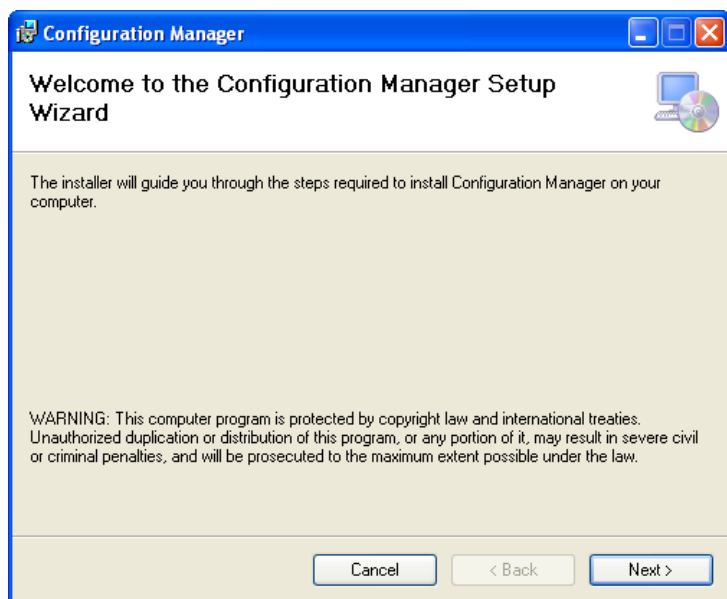 Configuration Manager
Welcome to the Configuration Manager Setup
Wizard
The installer will guide you through the steps required to install Configuration Manager on your
computer.
WARNING: This computer program is protected by copyright law and international treaties.
Unauthorized duplication or distribution of this program, or any portion of it, may result in severe civil
or criminal penalties, and will be prosecuted to the maximum extent possible under the law.
Cancel
< Back
Next >